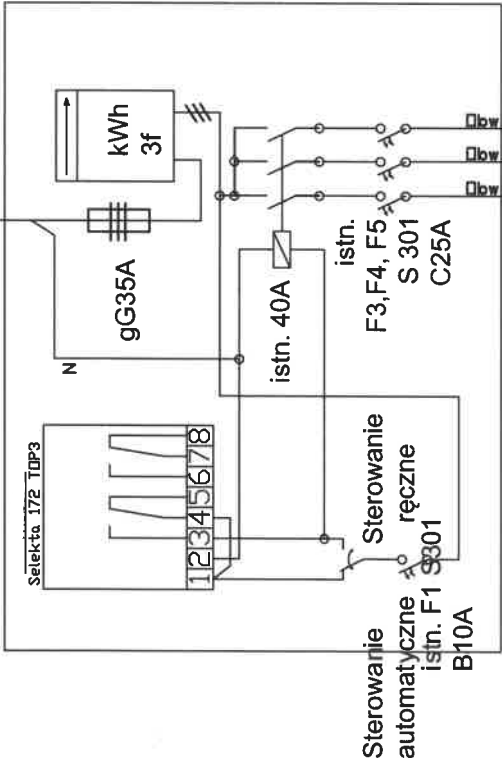 kWh
3f
gG35A
N
istn. 40A
Obw
Obw
Obw
istn.
F3,F4, F5
S 301
C25A
Selekta 172 TOP3
1 2 3 4 5 6 7 8
Sterowanie
ręczne
Sterowanie
automatyczne
istn. F1 S301
B10A